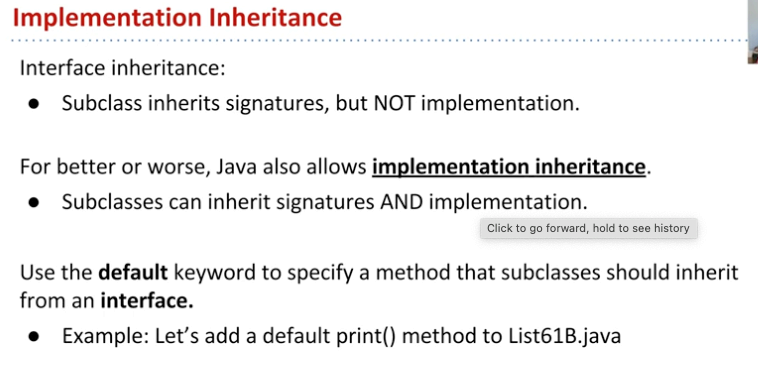 Implementation Inheritance
Interface inheritance:
● Subclass inherits signatures, but NOT implementation.
For better or worse, Java also allows implementation inheritance.
● Subclasses can inherit signatures AND implementation.
Click to go forward, hold to see history
Use the default keyword to specify a method that subclasses should inherit
from an interface.
● Example: Let’s add a default print() method to List61B.java